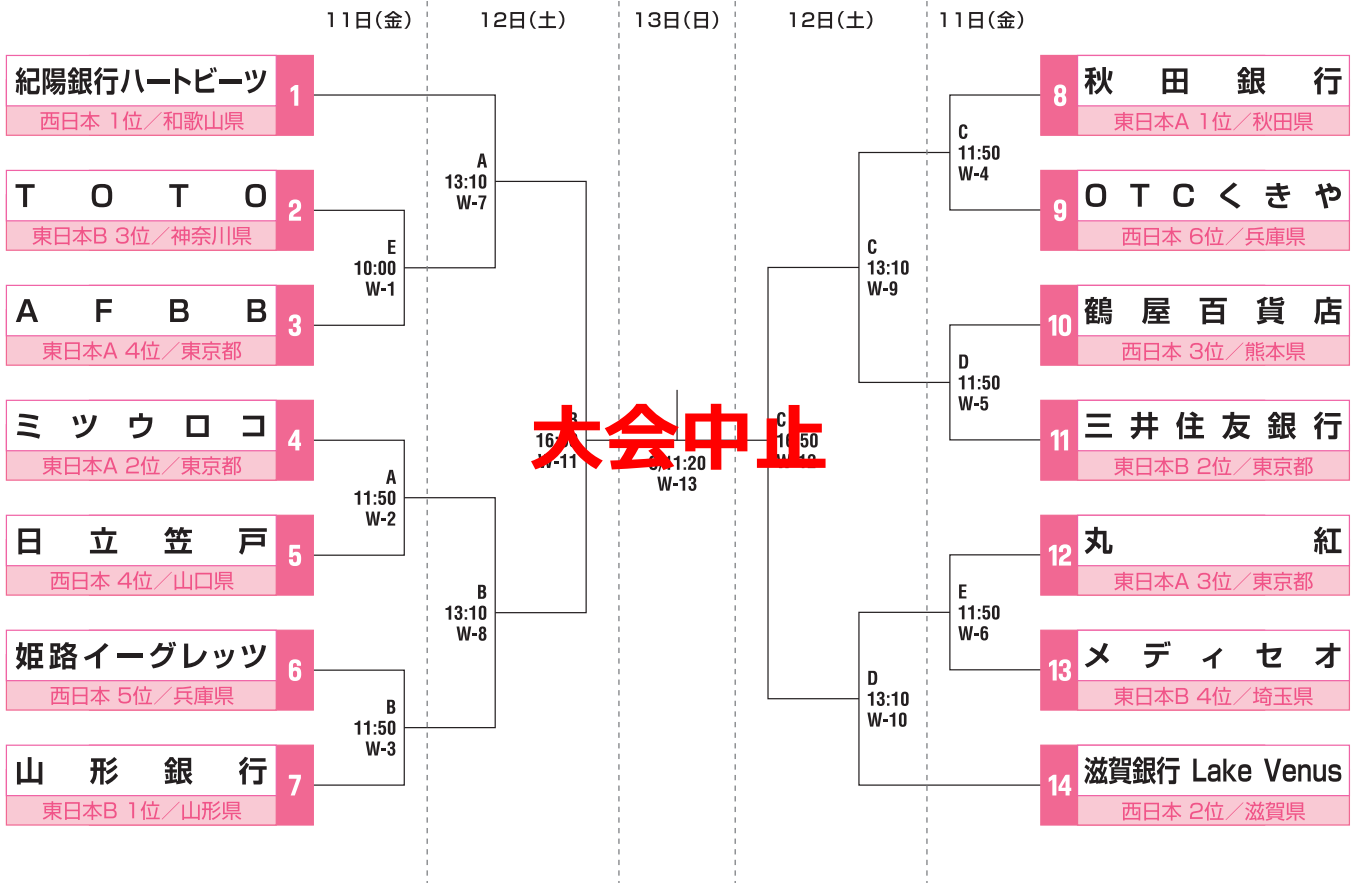 11日(金)
12日(土)
13日(日)
12日(土)
11日(金)
紀陽銀行ハートビーツ
1
西日本 1位／和歌山県
TOTO
2
東日本B 3位／神奈川県
AFBB
3
東日本A 4位／東京都
ミツウロコ
4
東日本A 2位／東京都
日立笠戸
5
西日本 4位／山口県
姫路イーグレッツ
6
西日本 5位／兵庫県
山形銀行
7
東日本B 1位／山形県
E
10:00
W-1
A
11:50
W-2
B
11:50
W-3
A
13:10
W-7
B
13:10
W-8
W-11
大会中止
11:20
W-13
C
16:50
C
13:10
W-9
D
13:10
W-10
C
11:50
W-4
D
11:50
W-5
E
11:50
W-6
8
秋田銀行
東日本A 1位／秋田県
9
OTCくきや
西日本 6位／兵庫県
10
鶴屋百貨店
西日本 3位／熊本県
11
三井住友銀行
東日本B 2位／東京都
12
丸紅
東日本A 3位／東京都
13
メディセオ
東日本B 4位／埼玉県
14
滋賀銀行 Lake Venus
西日本 2位／滋賀県